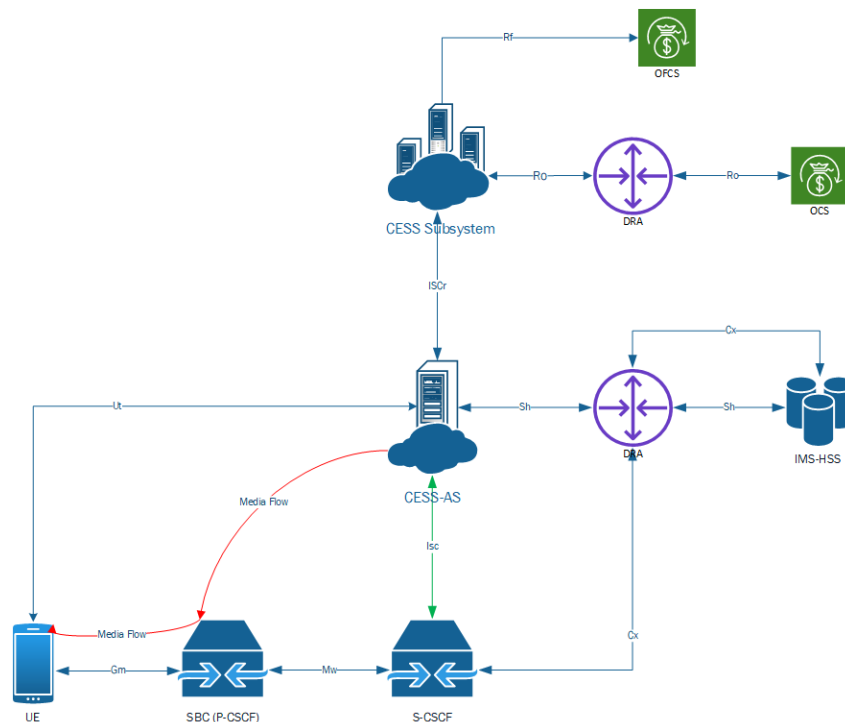 Rf
OFCS
Ro
Ro
DRA
OCS
CESS Subsystem
ISCr
Cx
Ut
Sh
Sh
DRA
IMS-HSS
CESS-AS
Media Flow
Isc
Media Flow
Cx
Gm
Mw
UE
SBC (P-CSCF)
S-CSCF